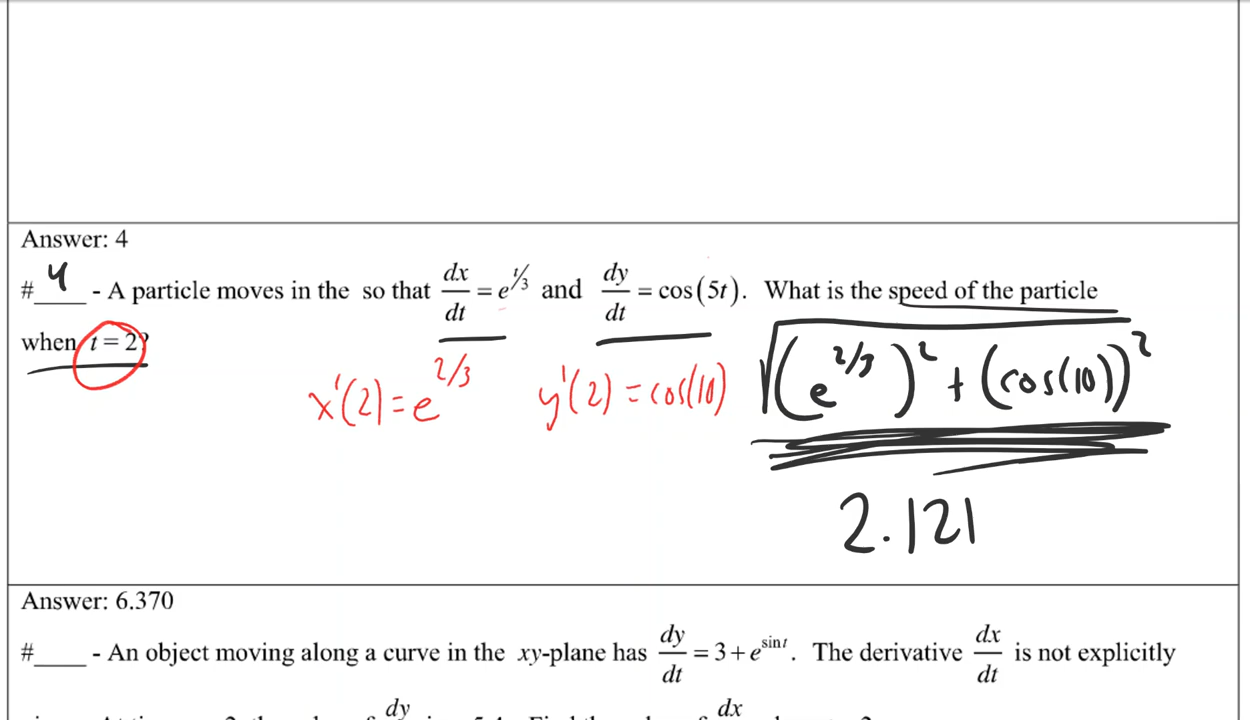 Answer: 4
# 4 - A particle moves in the so that dx/dt = e^(t/3) and dy/dt = cos(5t). What is the speed of the particle
when t = 2?
x'(2) = e^(2/3) y'(2) = cos(10) √((e^(2/3))^2 + (cos(10))^2)
2.121
Answer: 6.370
#____ - An object moving along a curve in the xy-plane has dy/dt = 3 + e^(sin t). The derivative dx/dt is not explicitly
dy dx